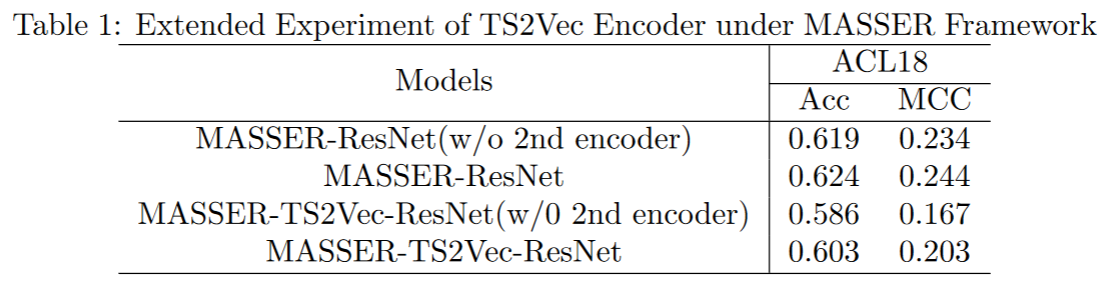 Table 1: Extended Experiment of TS2Vec Encoder under MASSER Framework
Models ACL18
Acc MCC
MASSER-ResNet(w/o 2nd encoder) 0.619 0.234
MASSER-ResNet 0.624 0.244
MASSER-TS2Vec-ResNet(w/0 2nd encoder) 0.586 0.167
MASSER-TS2Vec-ResNet 0.603 0.203